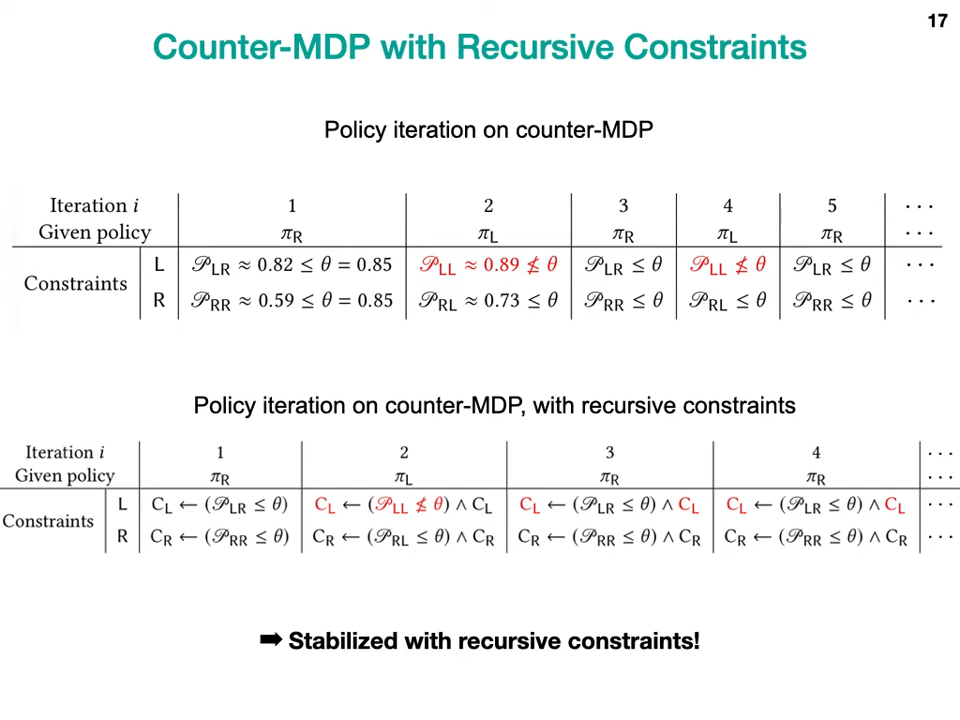 17
Counter-MDP with Recursive Constraints
Policy iteration on counter-MDP
Iteration i 1 2 3 4 5 ···
Given policy π_R π_L π_R π_L π_R ···
Constraints
L 𝒫_LR ≈ 0.82 ≤ θ = 0.85 𝒫_LL ≈ 0.89 ≰ θ 𝒫_LR ≤ θ 𝒫_LL ≰ θ 𝒫_LR ≤ θ ···
R 𝒫_RR ≈ 0.59 ≤ θ = 0.85 𝒫_RL ≈ 0.73 ≤ θ 𝒫_RR ≤ θ 𝒫_RL ≤ θ 𝒫_RR ≤ θ ···
Policy iteration on counter-MDP, with recursive constraints
Iteration i 1 2 3 4 ···
Given policy π_R π_L π_R π_R ···
Constraints
L C_L ← (𝒫_LR ≤ θ) C_L ← (𝒫_LL ≰ θ) ∧ C_L C_L ← (𝒫_LR ≤ θ) ∧ C_L C_L ← (𝒫_LR ≤ θ) ∧ C_L ···
R C_R ← (𝒫_RR ≤ θ) C_R ← (𝒫_RL ≤ θ) ∧ C_R C_R ← (𝒫_RR ≤ θ) ∧ C_R C_R ← (𝒫_RR ≤ θ) ∧ C_R ···
➡ Stabilized with recursive constraints!